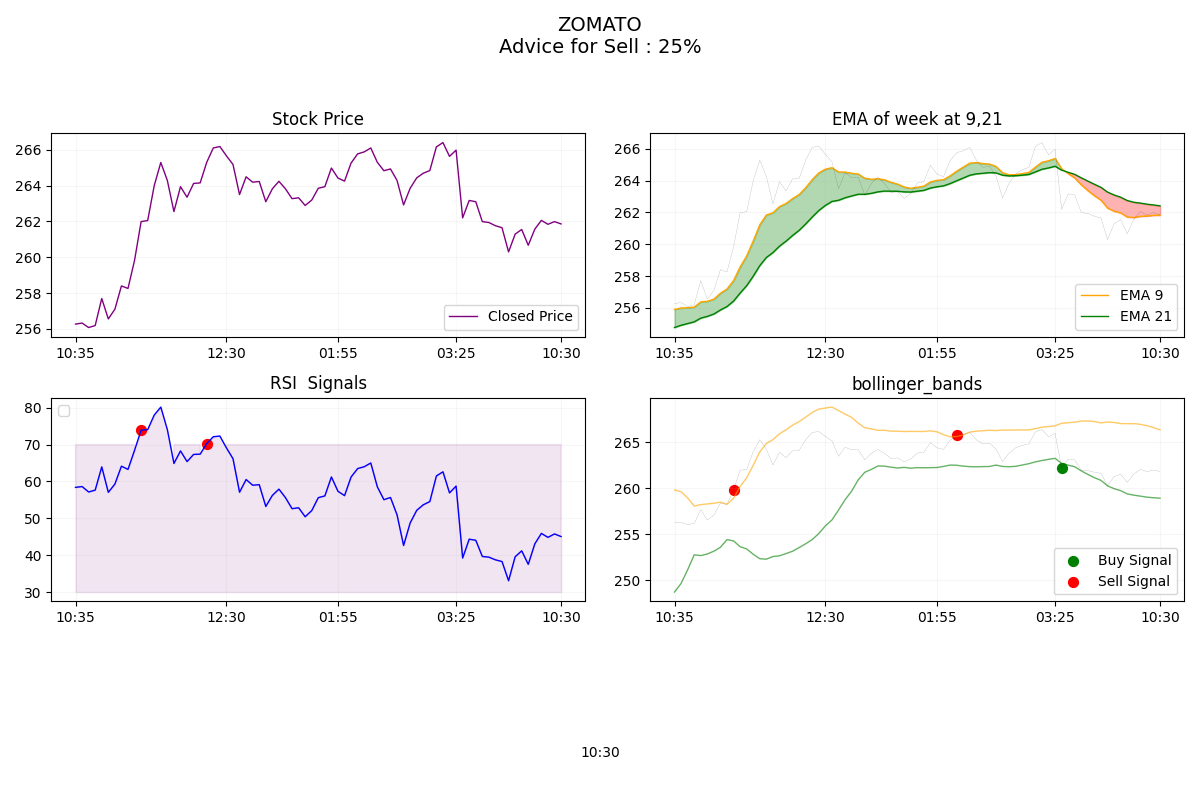 ZOMATO
Advice for Sell : 25%
Stock Price
266
264
262
260
258
256
Closed Price
10:35 12:30 01:55 03:25 10:30
EMA of week at 9,21
266
264
262
260
258
256
EMA 9
EMA 21
10:35 12:30 01:55 03:25 10:30
RSI  Signals
80
70
60
50
40
30
10:35 12:30 01:55 03:25 10:30
bollinger_bands
265
260
255
250
Buy Signal
Sell Signal
10:35 12:30 01:55 03:25 10:30
10:30